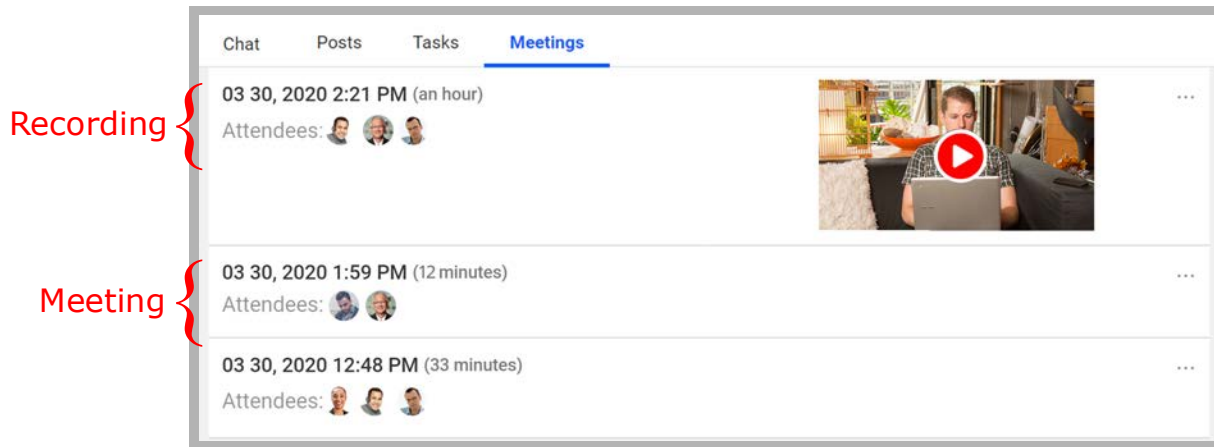 Chat Posts Tasks Meetings
03 30, 2020 2:21 PM (an hour)
Recording
Attendees:
...
03 30, 2020 1:59 PM (12 minutes)
...
Meeting
Attendees:
03 30, 2020 12:48 PM (33 minutes)
...
Attendees: